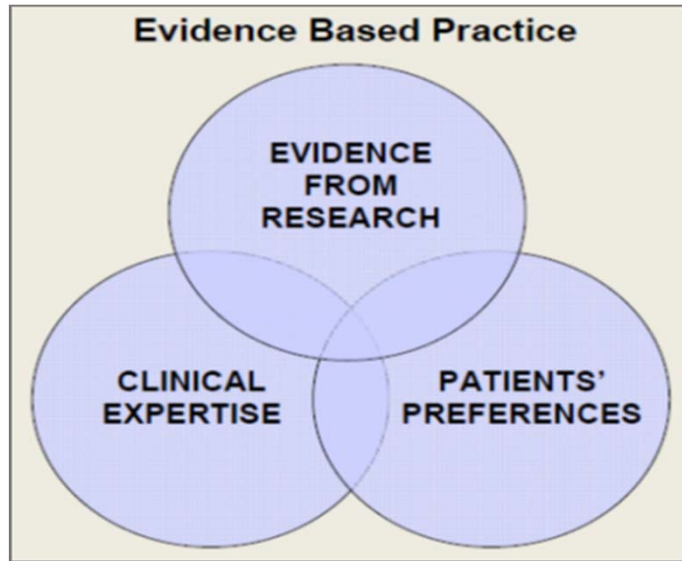 Evidence Based Practice
EVIDENCE
FROM
RESEARCH
CLINICAL
EXPERTISE
PATIENTS’
PREFERENCES